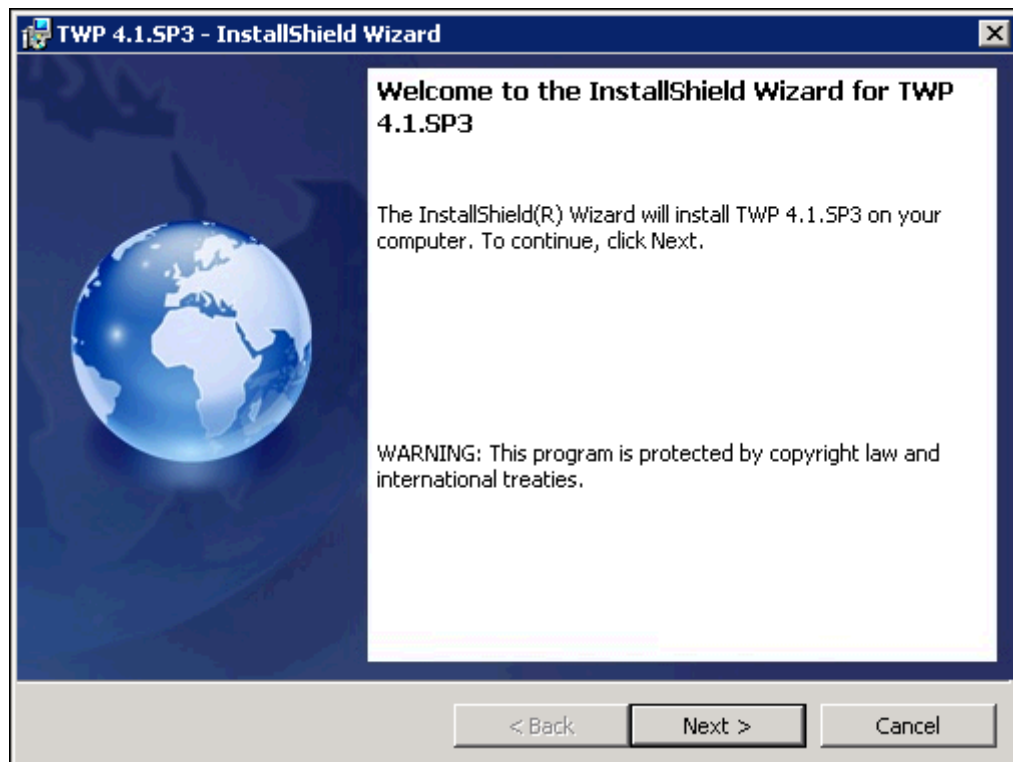 TWP 4.1.SP3 - InstallShield Wizard
Welcome to the InstallShield Wizard for TWP
4.1.SP3
The InstallShield(R) Wizard will install TWP 4.1.SP3 on your
computer. To continue, click Next.
WARNING: This program is protected by copyright law and
international treaties.
< Back
Next >
Cancel